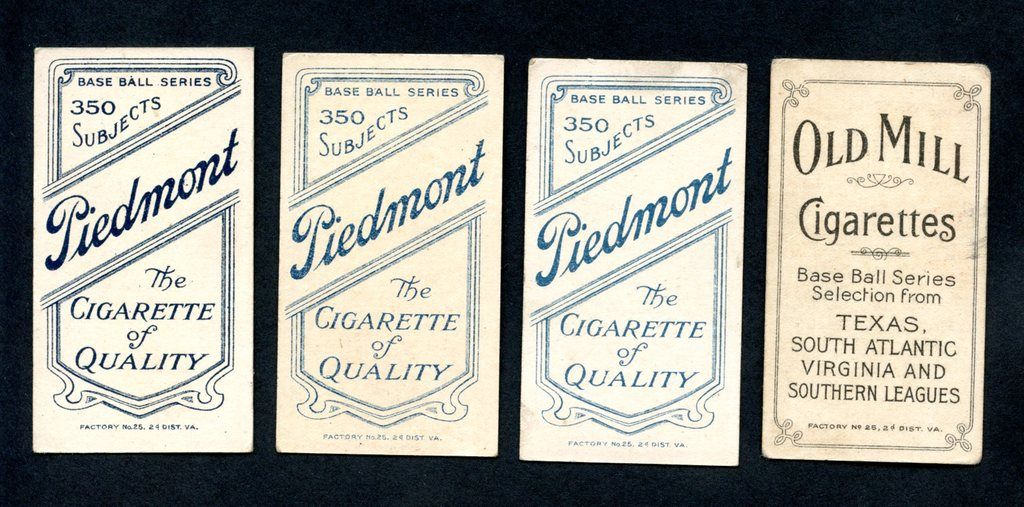 BASE BALL SERIES
350
SUBJECTS
Piedmont
The
CIGARETTE
of
QUALITY
FACTORY No. 25. 2d DIST. VA.
BASE BALL SERIES
350
SUBJECTS
Piedmont
The
CIGARETTE
of
QUALITY
FACTORY No. 25. 2d DIST. VA.
BASE BALL SERIES
350
SUBJECTS
Piedmont
The
CIGARETTE
of
QUALITY
FACTORY No. 25. 2d DIST. VA.
OLD MILL
Cigarettes
Base Ball Series
Selection from
TEXAS,
SOUTH ATLANTIC
VIRGINIA AND
SOUTHERN LEAGUES
FACTORY No 25, 2d DIST. VA.